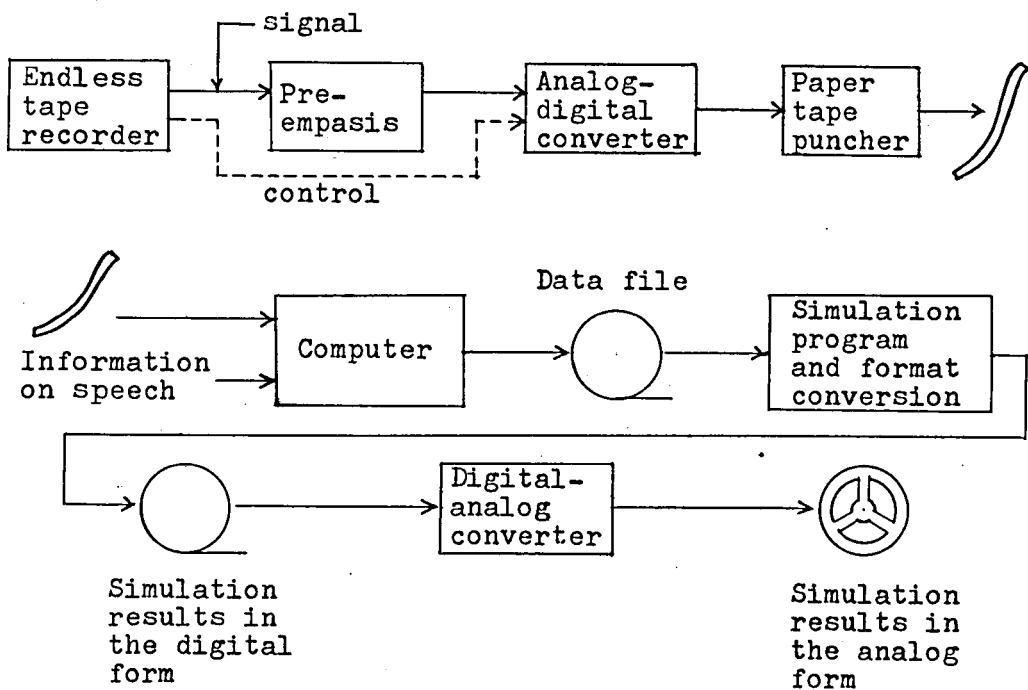 signal
Endless
tape
recorder
Pre-
empasis
Analog-
digital
converter
Paper
tape
puncher
control
Information
on speech
Computer
Data file
Simulation
program
and format
conversion
Digital-
analog
converter
Simulation
results in
the digital
form
Simulation
results in
the analog
form